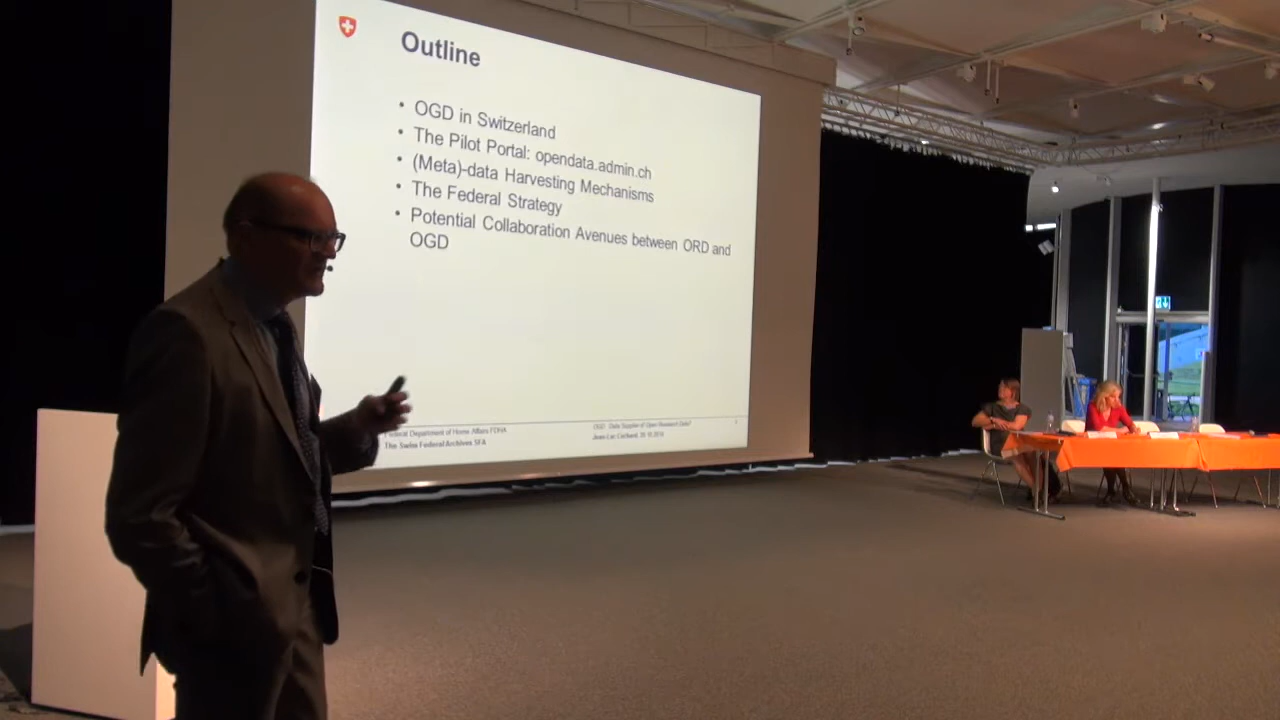 Outline
• OGD in Switzerland
• The Pilot Portal: opendata.admin.ch
• (Meta)-data Harvesting Mechanisms
• The Federal Strategy
• Potential Collaboration Avenues between ORD and
OGD
Federal Department of Home Affairs FDHA
The Swiss Federal Archives SFA